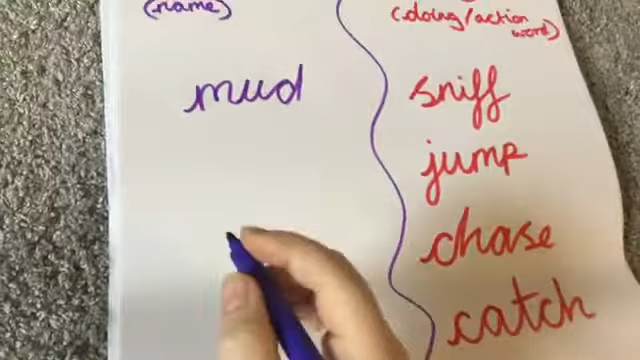 (name)
mud
(doing/action
word)
sniff
jump
chase
catch